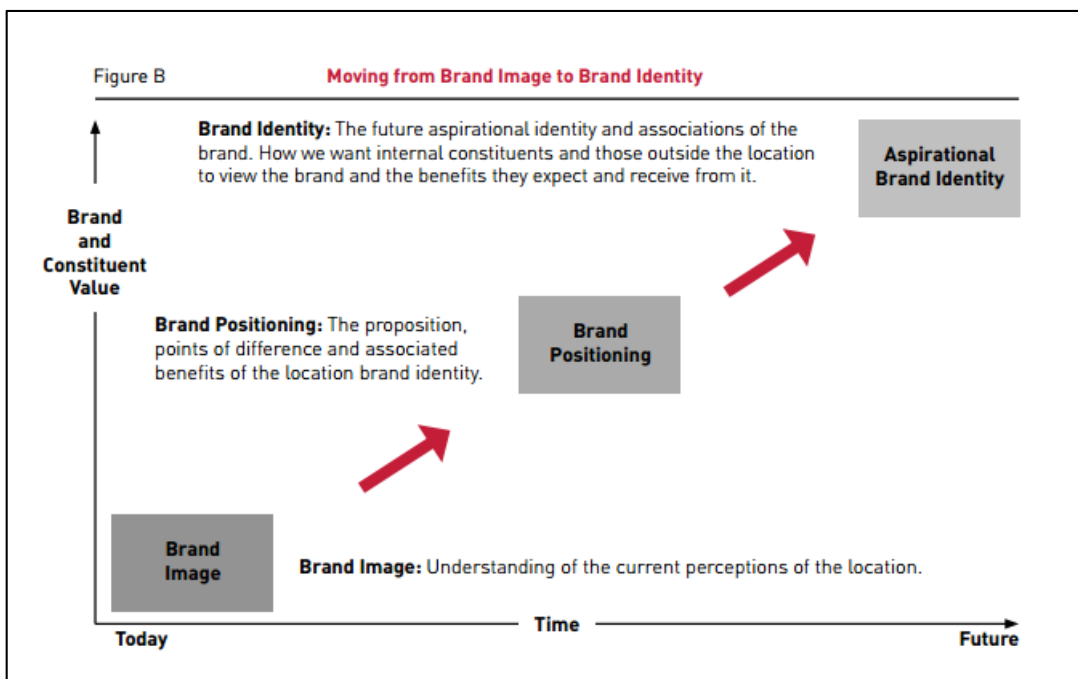 Figure B
Moving from Brand Image to Brand Identity
Brand Identity: The future aspirational identity and associations of the
brand. How we want internal constituents and those outside the location
to view the brand and the benefits they expect and receive from it.
Aspirational
Brand Identity
Brand
and
Constituent
Value
Brand Positioning: The proposition,
points of difference and associated
benefits of the location brand identity.
Brand
Positioning
Brand
Image
Brand Image: Understanding of the current perceptions of the location.
Today
Time
Future